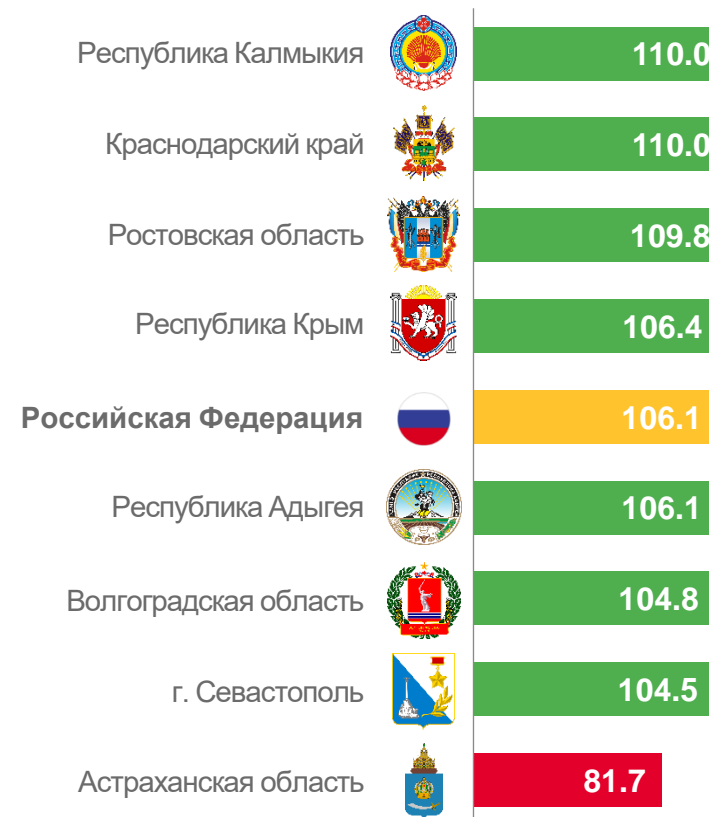 Республика Калмыкия 110.0
Краснодарский край 110.0
Ростовская область 109.8
Республика Крым 106.4
Российская Федерация 106.1
Республика Адыгея 106.1
Волгоградская область 104.8
г. Севастополь 104.5
Астраханская область 81.7